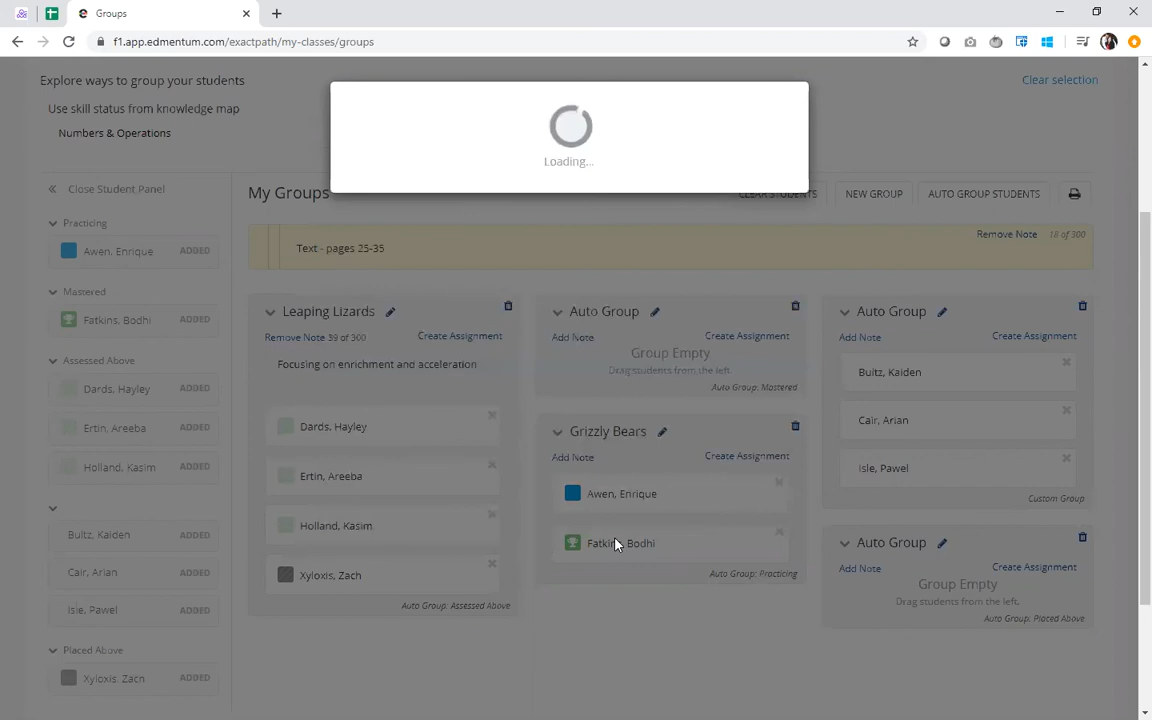 Groups
f1.app.edmentum.com/exactpath/my-classes/groups
Explore ways to group your students
Clear selection
Use skill status from knowledge map
Numbers & Operations
Loading...
Close Student Panel
My Groups
CLEAR STUDENTS
NEW GROUP
AUTO GROUP STUDENTS
Practicing
Awen, Enrique ADDED
Mastered
Fatkins, Bodhi ADDED
Assessed Above
Dards, Hayley ADDED
Ertin, Areeba ADDED
Holland, Kasim ADDED
Bultz, Kaiden ADDED
Cair, Arian ADDED
Isle, Pawel ADDED
Placed Above
Xyloxis, Zach ADDED
Text - pages 25-35
Remove Note 18 of 300
Leaping Lizards
Remove Note 39 of 300 Create Assignment
Focusing on enrichment and acceleration
Dards, Hayley
Ertin, Areeba
Holland, Kasim
Xyloxis, Zach
Auto Group: Assessed Above
Auto Group
Add Note Create Assignment
Group Empty
Drag students from the left.
Auto Group: Mastered
Grizzly Bears
Add Note Create Assignment
Awen, Enrique
Fatkins, Bodhi
Auto Group: Practicing
Auto Group
Add Note Create Assignment
Bultz, Kaiden
Cair, Arian
Isle, Pawel
Custom Group
Auto Group
Add Note Create Assignment
Group Empty
Drag students from the left.
Auto Group: Placed Above